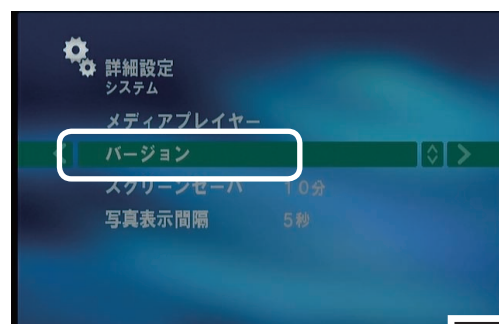 詳細設定
システム
メディアプレイヤー
バージョン
スクリーンセーバ 10分
写真表示間隔 5秒